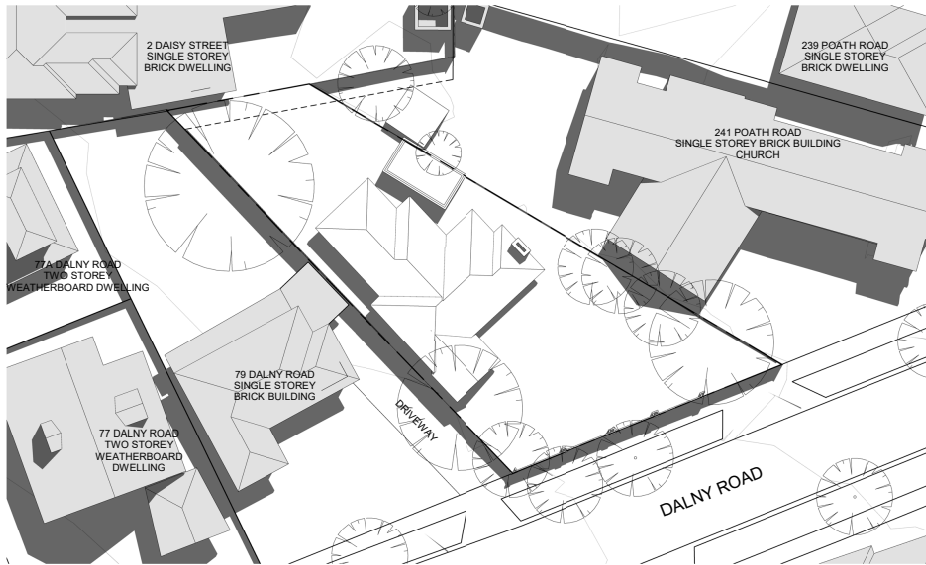 2 DAISY STREET
SINGLE STOREY
BRICK DWELLING
239 POATH ROAD
SINGLE STOREY
BRICK DWELLING
241 POATH ROAD
SINGLE STOREY BRICK BUILDING
CHURCH
77A DALNY ROAD
TWO STOREY
WEATHERBOARD DWELLING
79 DALNY ROAD
SINGLE STOREY
BRICK BUILDING
DRIVEWAY
77 DALNY ROAD
TWO STOREY
WEATHERBOARD
DWELLING
DALNY ROAD